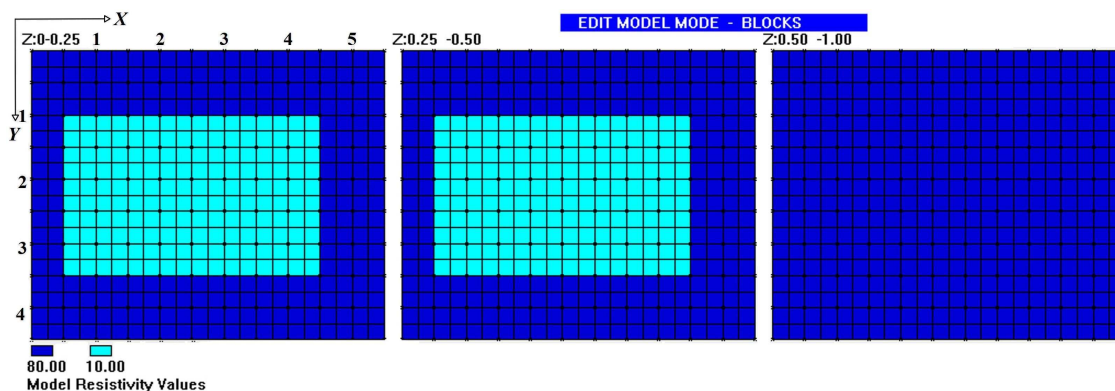 X
EDIT MODEL MODE - BLOCKS
Z:0-0.25 1 2 3 4 5
Z:0.25 -0.50
Z:0.50 -1.00
1
Y
2
3
4
80.00 10.00
Model Resistivity Values